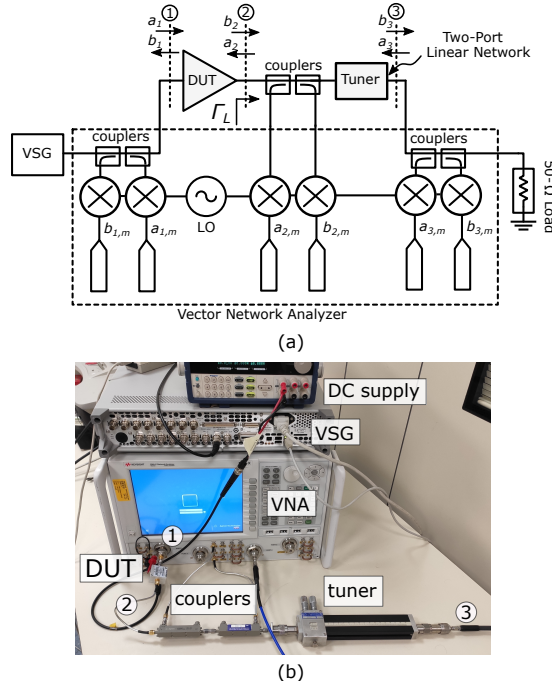 ① ② ③
a1 b2 b3
b1 a2 a3
Two-Port
Linear Network
couplers
DUT
Tuner
ΓL
VSG
couplers
couplers
50-Ω Load
LO
b1,m a1,m a2,m b2,m a3,m b3,m
Vector Network Analyzer
(a)
DC supply
VSG
VNA
①
DUT
②
couplers
tuner
③
(b)